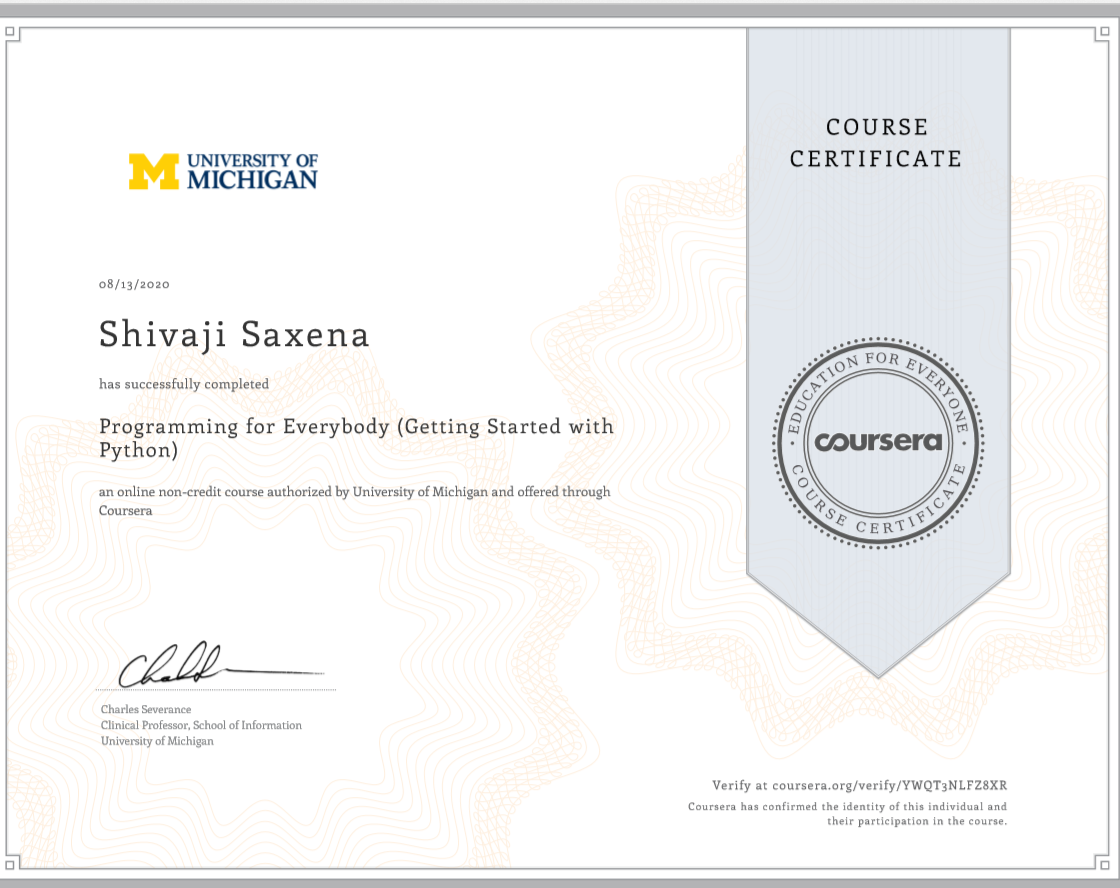 UNIVERSITY OF
MICHIGAN
COURSE
CERTIFICATE
08/13/2020
Shivaji Saxena
has successfully completed
Programming for Everybody (Getting Started with
Python)
an online non-credit course authorized by University of Michigan and offered through
Coursera
EDUCATION FOR EVERYONE
coursera
COURSE CERTIFICATE
Charles Severance
Clinical Professor, School of Information
University of Michigan
Verify at coursera.org/verify/YWQT3NLFZ8XR
Coursera has confirmed the identity of this individual and
their participation in the course.